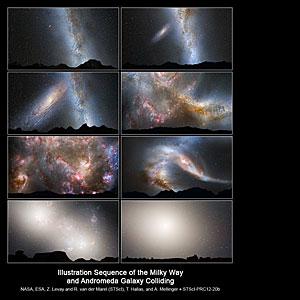 Illustration Sequence of the Milky Way
and Andromeda Galaxy Colliding
NASA, ESA, Z. Levay and R. van der Marel (STScI), T. Hallas, and A. Mellinger • STScI-PRC12-20b